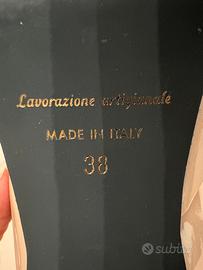 Lavorazione artigianale
MADE IN ITALY
38
subito